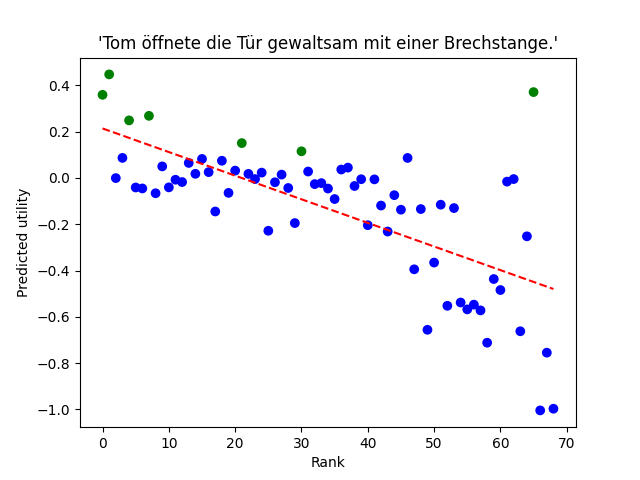 'Tom öffnete die Tür gewaltsam mit einer Brechstange.'
0.4
0.2
0.0
−0.2
−0.4
−0.6
−0.8
−1.0
Predicted utility
0 10 20 30 40 50 60 70
Rank